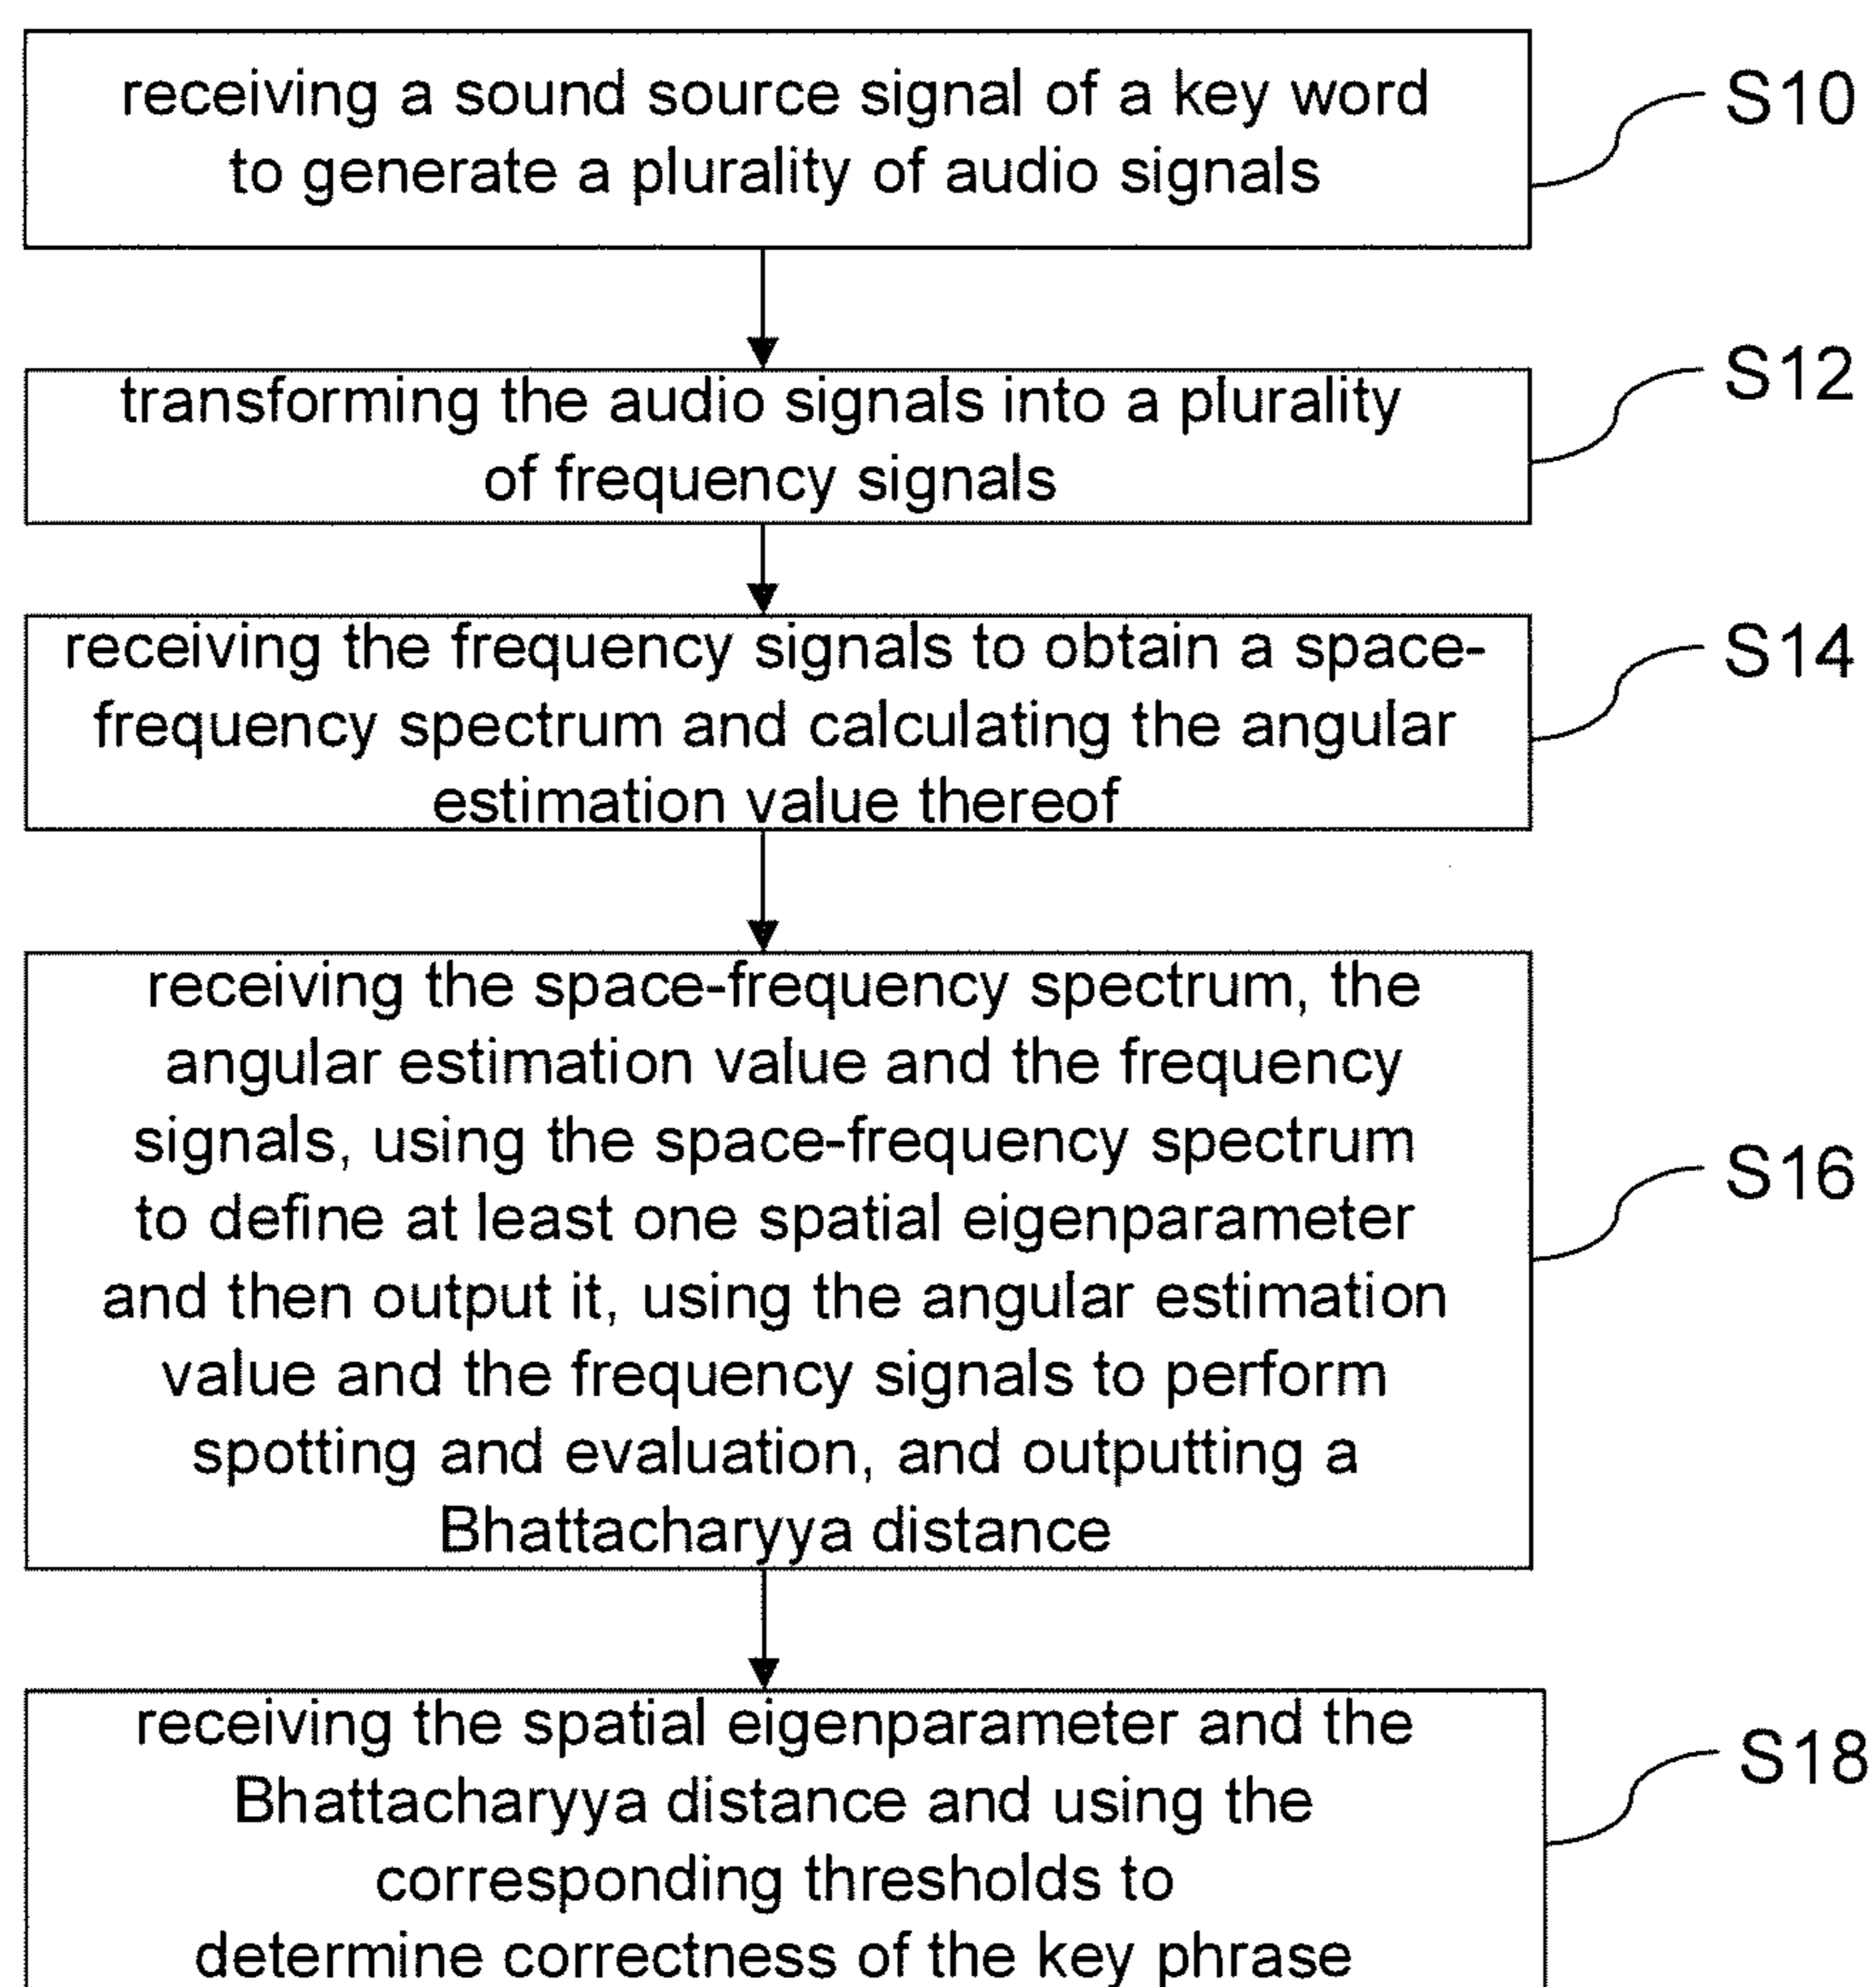 receiving a sound source signal of a key word
to generate a plurality of audio signals
S10
transforming the audio signals into a plurality
of frequency signals
S12
receiving the frequency signals to obtain a space-
frequency spectrum and calculating the angular
estimation value thereof
S14
receiving the space-frequency spectrum, the
angular estimation value and the frequency
signals, using the space-frequency spectrum
to define at least one spatial eigenparameter
and then output it, using the angular estimation
value and the frequency signals to perform
spotting and evaluation, and outputting a
Bhattacharyya distance
S16
receiving the spatial eigenparameter and the
Bhattacharyya distance and using the
corresponding thresholds to
determine correctness of the key phrase
S18